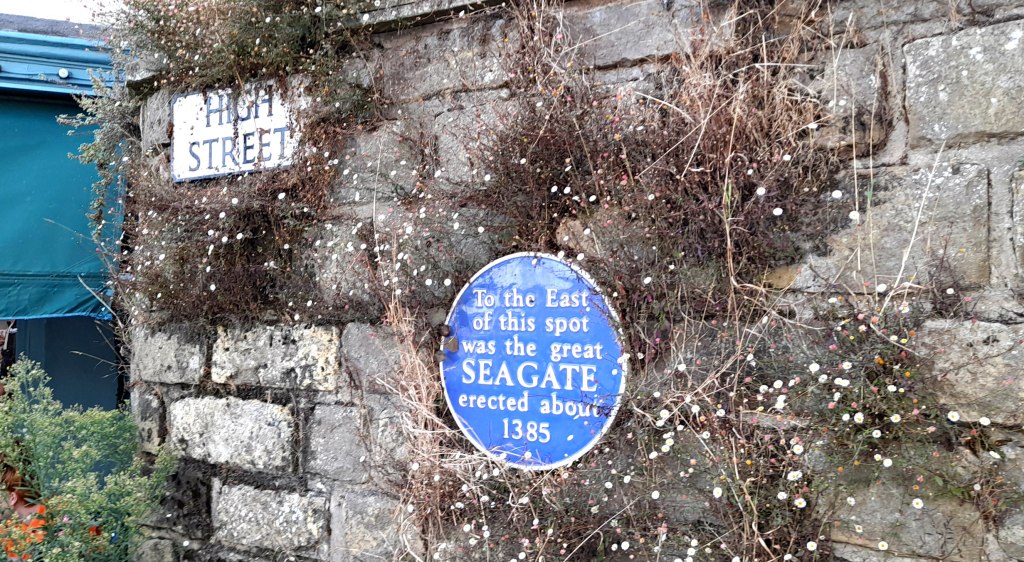 HIGH
STREET
To the East
of this spot
was the great
SEAGATE
erected about
1385